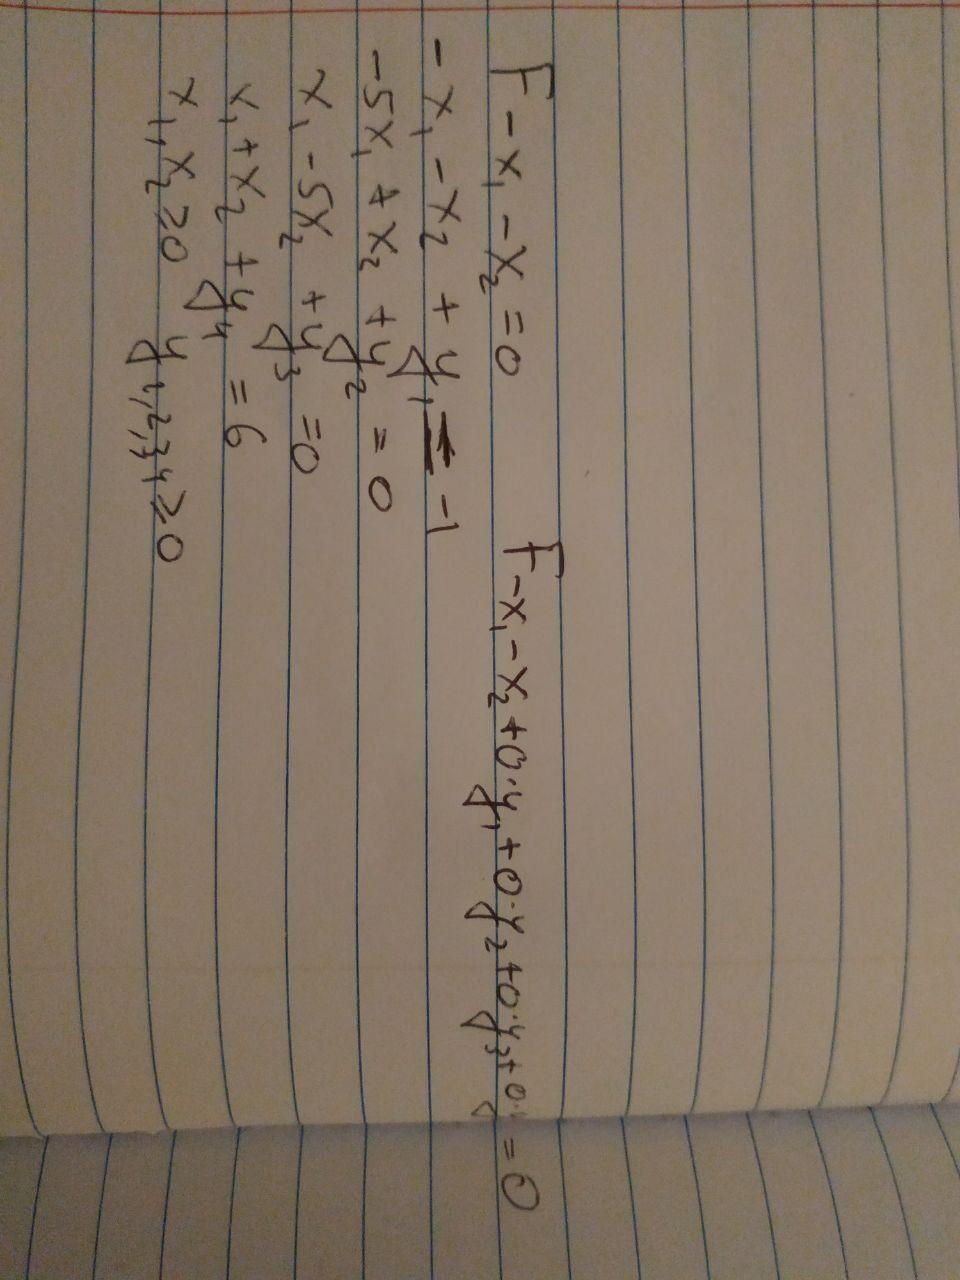 F - x₁ - x₂ = 0
F - x₁ - x₂ + 0·y₁ + 0·y₂ + 0·y₃ + 0· = 0
- x₁ - x₂ + y₁ = -1
-5x₁ + x₂ + y₂ = 0
x₁ - 5x₂ + y₃ = 0
x₁ + x₂ + y₄ = 6
x₁, x₂ ≥ 0 y₁,₂,₃,₄ ≥ 0